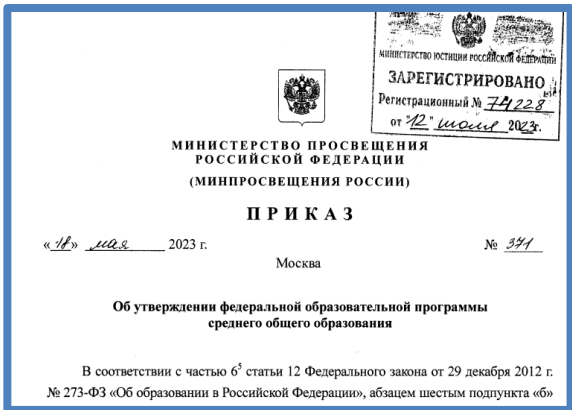 МИНИСТЕРСТВО ЮСТИЦИИ РОССИЙСКОЙ ФЕДЕРАЦИИ
ЗАРЕГИСТРИРОВАНО
Регистрационный № 74228
от "12" июля 2023г.
МИНИСТЕРСТВО ПРОСВЕЩЕНИЯ
РОССИЙСКОЙ ФЕДЕРАЦИИ
(МИНПРОСВЕЩЕНИЯ РОССИИ)
ПРИКАЗ
«18» мая 2023 г.
№ 371
Москва
Об утверждении федеральной образовательной программы
среднего общего образования
В соответствии с частью 6⁵ статьи 12 Федерального закона от 29 декабря 2012 г.
№ 273-ФЗ «Об образовании в Российской Федерации», абзацем шестым подпункта «б»